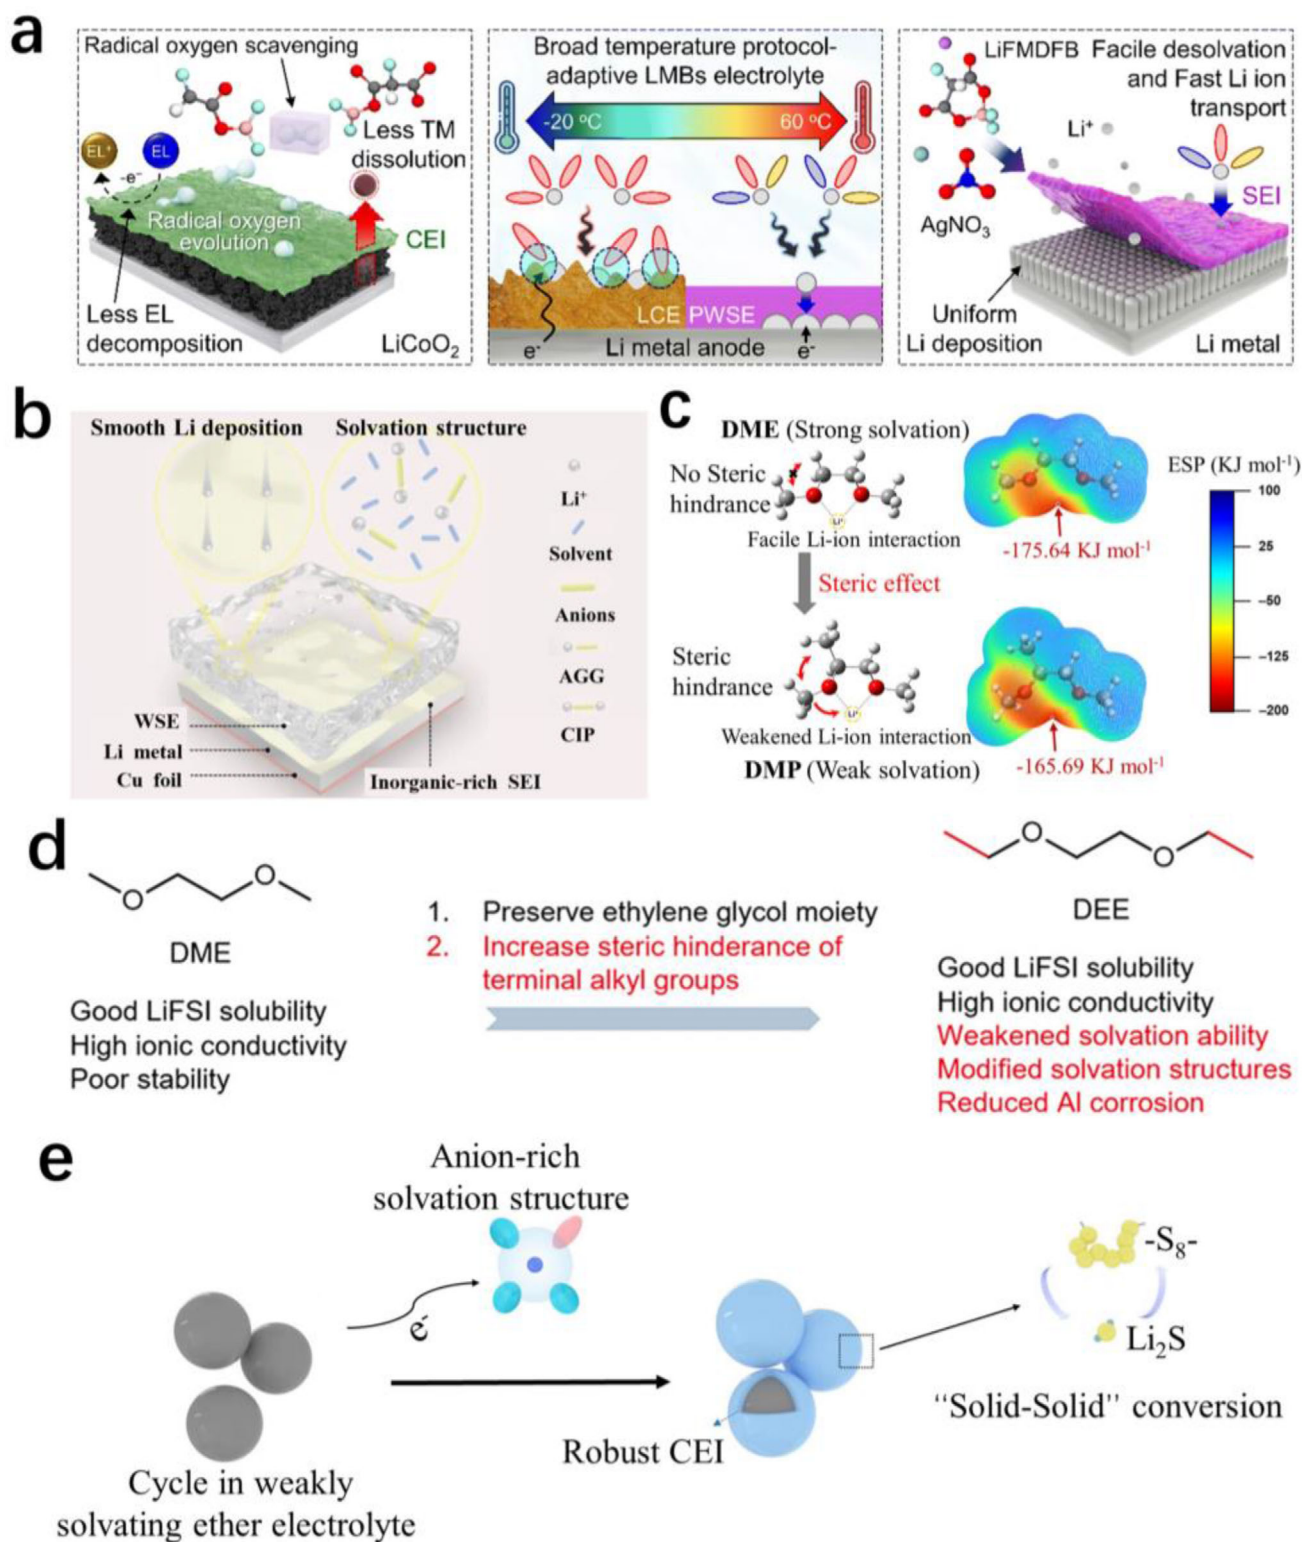 a
Radical oxygen scavenging
Less TM
dissolution
EL⁺
EL
-e⁻
Radical oxygen
evolution
CEI
Less EL
decomposition
LiCoO₂
Broad temperature protocol-
adaptive LMBs electrolyte
-20 ºC
60 ºC
LCE
PWSE
e⁻
Li metal anode
e⁻
LiFMDFB
Facile desolvation
and Fast Li ion
transport
Li⁺
SEI
AgNO₃
Uniform
Li deposition
Li metal
b
Smooth Li deposition
Solvation structure
Li⁺
Solvent
Anions
AGG
CIP
WSE
Li metal
Cu foil
Inorganic-rich SEI
c
DME (Strong solvation)
No Steric
hindrance
Li⁺
Facile Li-ion interaction
-175.64 KJ mol⁻¹
Steric effect
Steric
hindrance
Li⁺
Weakened Li-ion interaction
DMP (Weak solvation)
-165.69 KJ mol⁻¹
ESP (KJ mol⁻¹)
100
25
−50
−125
−200
d
O
O
DME
Good LiFSI solubility
High ionic conductivity
Poor stability
1. Preserve ethylene glycol moiety
2. Increase steric hinderance of
terminal alkyl groups
O
O
DEE
Good LiFSI solubility
High ionic conductivity
Weakened solvation ability
Modified solvation structures
Reduced Al corrosion
e
Anion-rich
solvation structure
e⁻
Cycle in weakly
solvating ether electrolyte
Robust CEI
-S₈-
Li₂S
“Solid-Solid” conversion